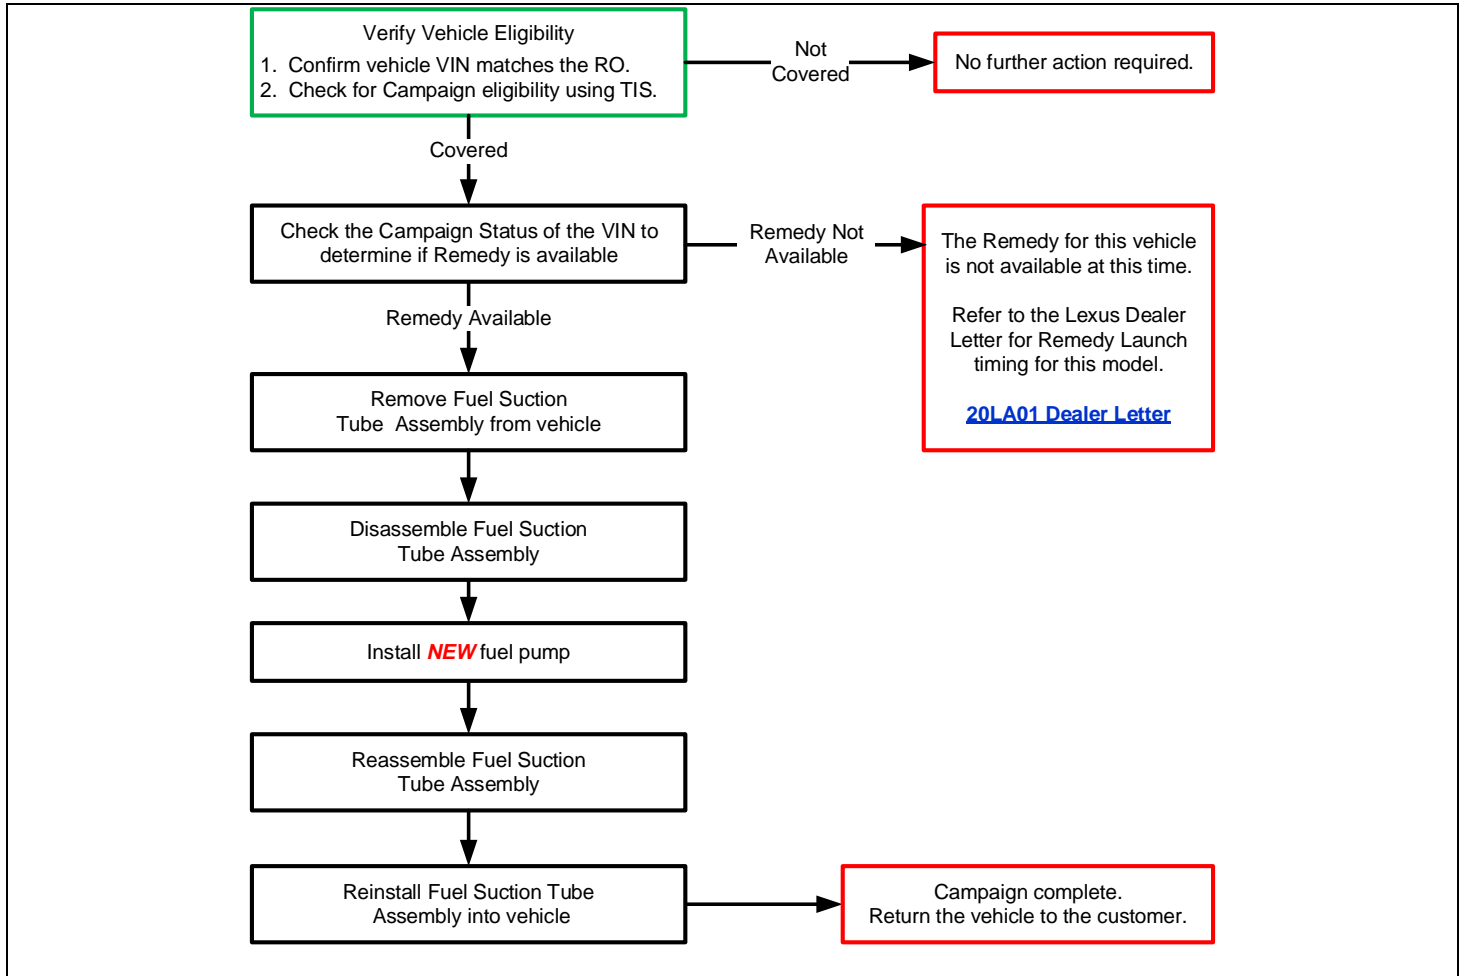 Verify Vehicle Eligibility
1. Confirm vehicle VIN matches the RO.
2. Check for Campaign eligibility using TIS.
Not
Covered
No further action required.
Covered
Check the Campaign Status of the VIN to
determine if Remedy is available
Remedy Not
Available
The Remedy for this vehicle
is not available at this time.
Refer to the Lexus Dealer
Letter for Remedy Launch
timing for this model.
20LA01 Dealer Letter
Remedy Available
Remove Fuel Suction
Tube Assembly from vehicle
Disassemble Fuel Suction
Tube Assembly
Install NEW fuel pump
Reassemble Fuel Suction
Tube Assembly
Reinstall Fuel Suction Tube
Assembly into vehicle
Campaign complete.
Return the vehicle to the customer.